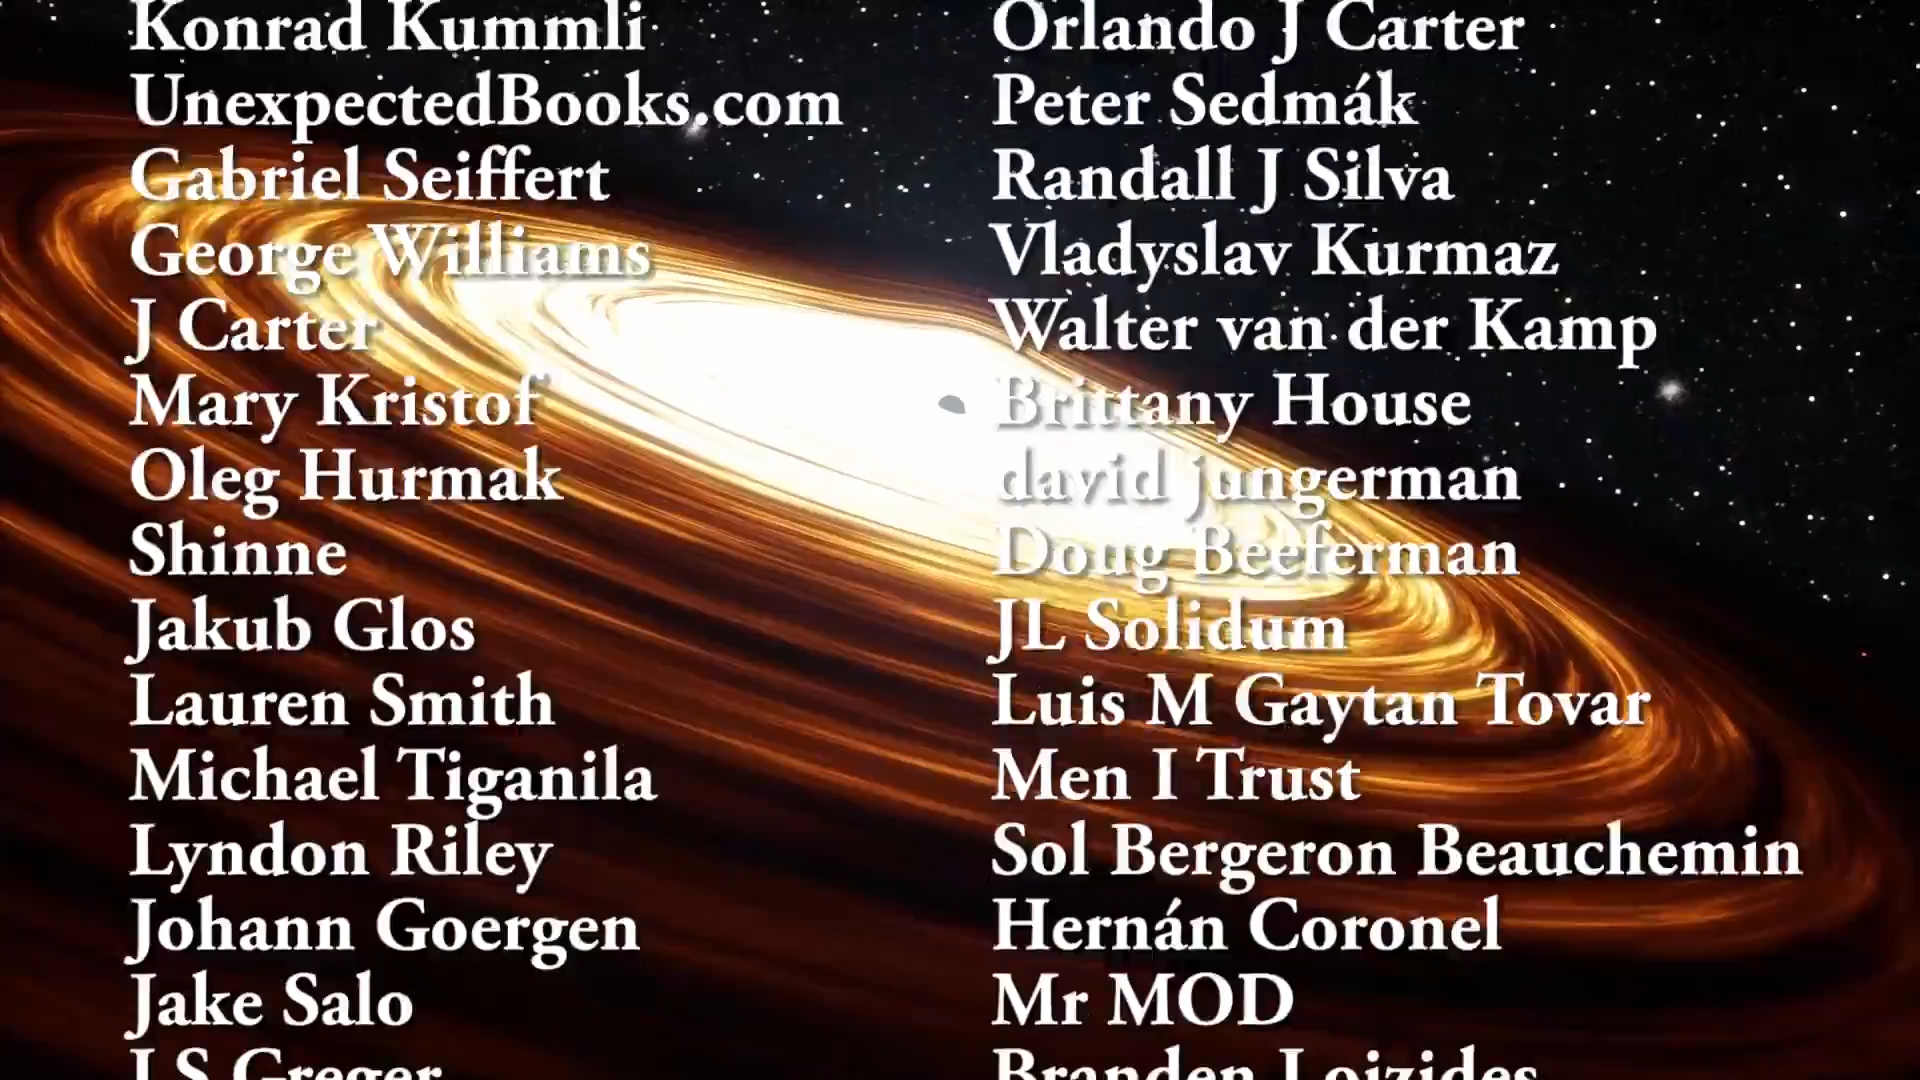 Konrad Kummli
UnexpectedBooks.com
Gabriel Seiffert
George Williams
J Carter
Mary Kristof
Oleg Hurmak
Shinne
Jakub Glos
Lauren Smith
Michael Tiganila
Lyndon Riley
Johann Goergen
Jake Salo
J S Greger
Orlando J Carter
Peter Sedmák
Randall J Silva
Vladyslav Kurmaz
Walter van der Kamp
Brittany House
david jungerman
Doug Beeferman
JL Solidum
Luis M Gaytan Tovar
Men I Trust
Sol Bergeron Beauchemin
Hernán Coronel
Mr MOD
Branden Loizides